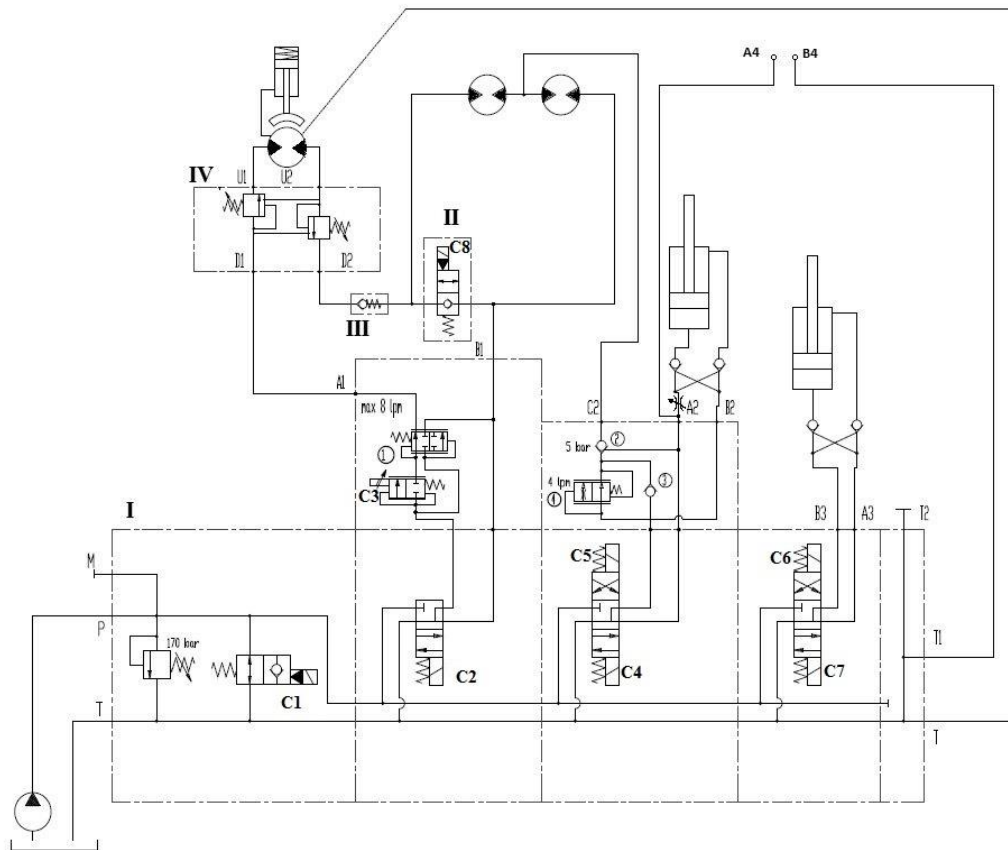 A4 B4
U1 U2
IV
II
C8
D1 D2
III
B1
A1
max 8 lpm
C2 A2 B2
1
5 bar 2
C3
4 lpm 3
4
B3 A3 T2
I
C5 C6
M
P
170 bar
T1
C2 C4 C7
C1
T T